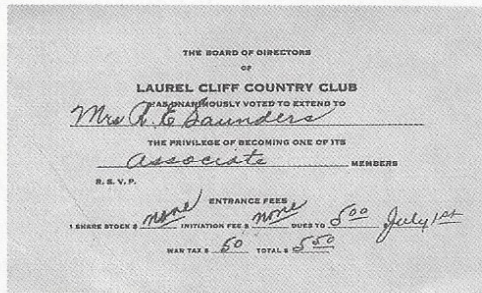 THE BOARD OF DIRECTORS
OF
LAUREL CLIFF COUNTRY CLUB
HAS UNANIMOUSLY VOTED TO EXTEND TO
Mrs R. E. Saunders
THE PRIVILEGE OF BECOMING ONE OF ITS
Associate MEMBERS
R. S. V. P.
ENTRANCE FEES
1 SHARE STOCK $ none INITIATION FEE $ none DUES TO $ 5 00 July 1st
WAR TAX $ 50 TOTAL $ 5 50